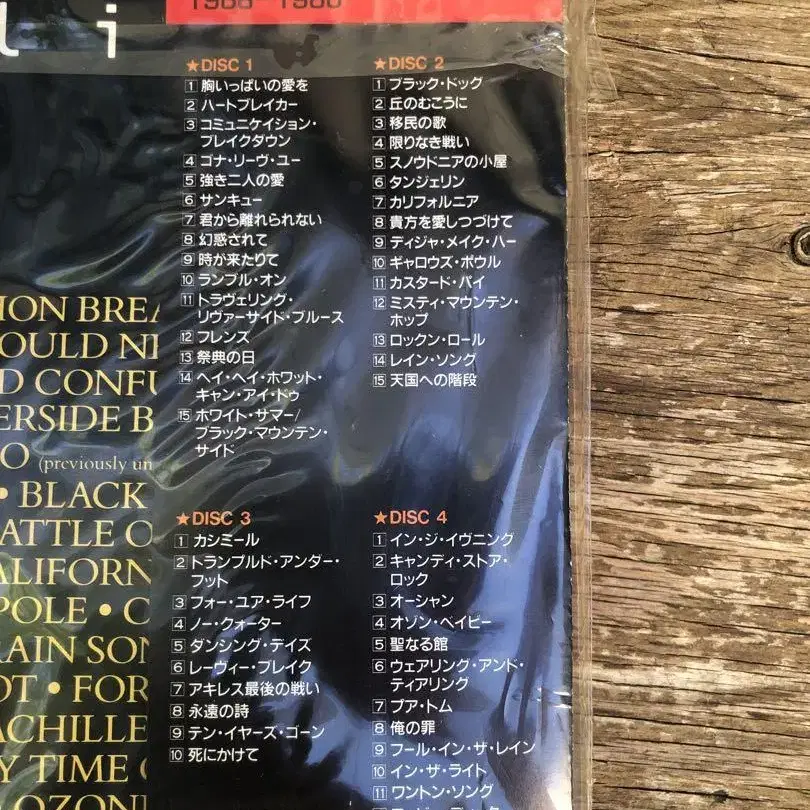 l i
★DISC 1
1 胸いっぱいの愛を
2 ハートブレイカー
3 コミュニケイション・
ブレイクダウン
4 ゴナ・リーヴ・ユー
5 強き二人の愛
6 サンキュー
7 君から離れられない
8 幻惑されて
9 時が来たりて
10 ランブル・オン
11 トラヴェリング・
リヴァーサイド・ブルース
12 フレンズ
13 祭典の日
14 ヘイ・ヘイ・ホワット・
キャン・アイ・ドゥ
15 ホワイト・サマー/
ブラック・マウンテン・
サイド
★DISC 2
1 ブラック・ドッグ
2 丘のむこうに
3 移民の歌
4 限りなき戦い
5 スノウドニアの小屋
6 タンジェリン
7 カリフォルニア
8 貴方を愛しつづけて
9 ディジャ・メイク・ハー
10 ギャロウズ・ポウル
11 カスタード・パイ
12 ミスティ・マウンテン・
ホップ
13 ロックン・ロール
14 レイン・ソング
15 天国への階段
★DISC 3
1 カシミール
2 トランプルド・アンダー・
フット
3 フォー・ユア・ライフ
4 ノー・クォーター
5 ダンシング・デイズ
6 レーヴィー・ブレイク
7 アキレス最後の戦い
8 永遠の詩
9 テン・イヤーズ・ゴーン
10 死にかけて
★DISC 4
1 イン・ジ・イヴニング
2 キャンディ・ストア・
ロック
3 オーシャン
4 オゾン・ベイビー
5 聖なる館
6 ウェアリング・アンド・
ティアリング
7 プア・トム
8 俺の罪
9 フール・イン・ザ・レイン
10 イン・ザ・ライト
11 ワントン・ソング
ION BREA
OULD NE
D CONFU
ERSIDE B
O (previously un
• BLACK
ATTLE O
ALIFORN
POLE • C
RAIN SON
OT • FOR
ACHILLE
Y TIME
OZONE